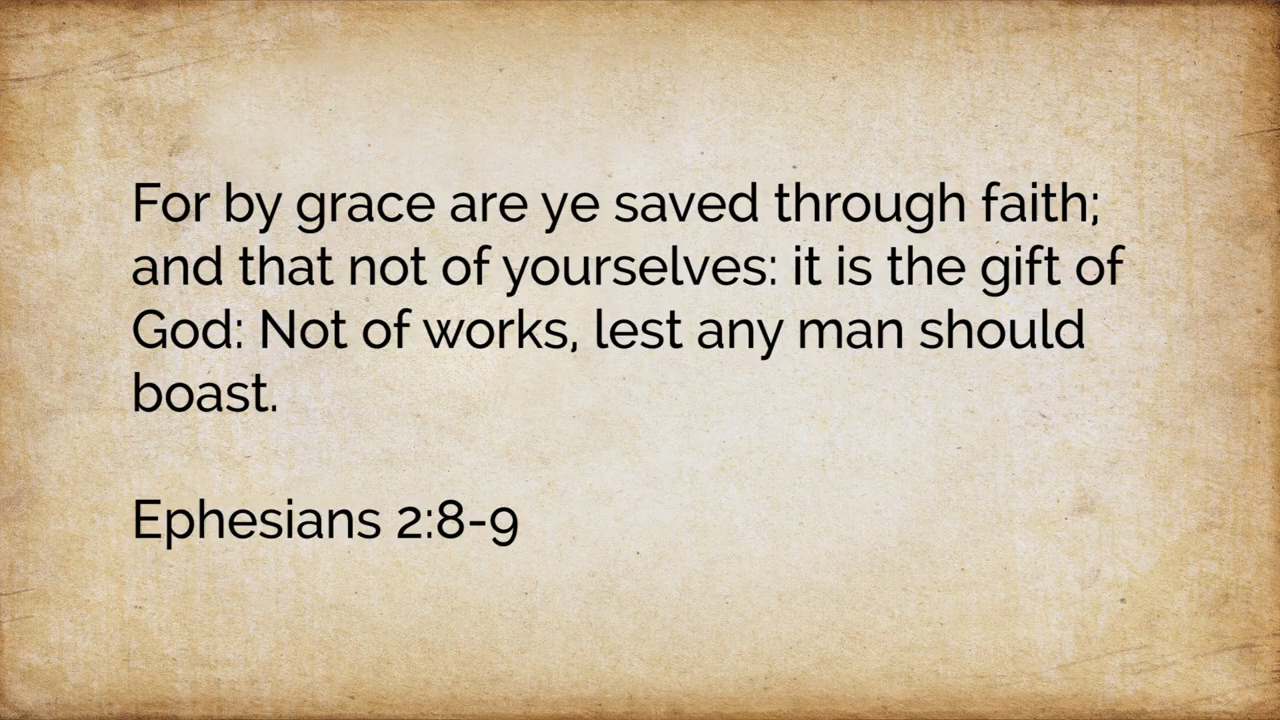 For by grace are ye saved through faith;
and that not of yourselves: it is the gift of
God: Not of works, lest any man should
boast.
Ephesians 2:8-9